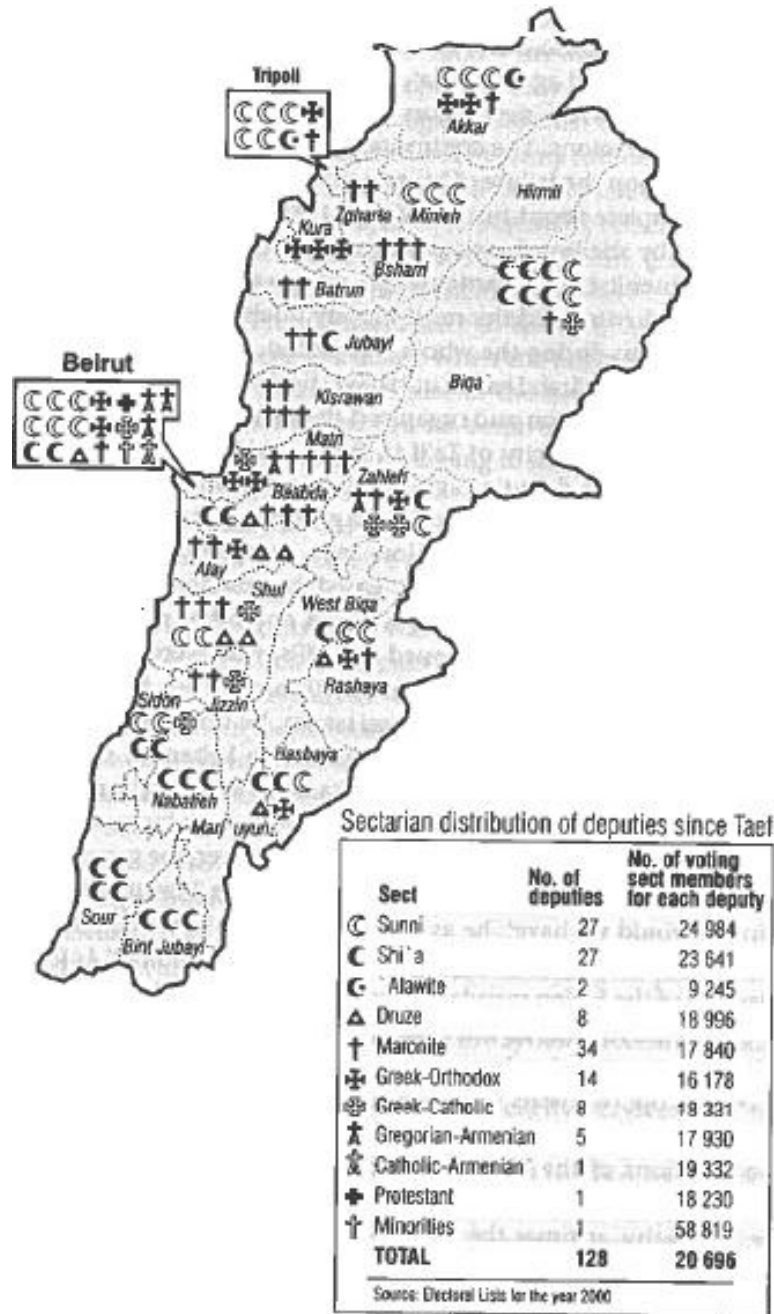 Tripoli
Akkar
Hirmil
Zgharta
Minieh
Kura
Bsharri
Batrun
Jubayl
Beirut
Kisrawan
Biqa
Matn
Zahleh
Baabda
Alay
Shuf
West Biqa
Rashaya
Sidon
Jizzin
Hasbaya
Nabatieh
Marj'uyun
Sour
Bint Jubayl
Sectarian distribution of deputies since Taef
Sect No. of deputies No. of voting sect members for each deputy
Sunni 27 24 984
Shi`a 27 23 641
`Alawite 2 9 245
Druze 8 18 996
Maronite 34 17 840
Greek-Orthodox 14 16 178
Greek-Catholic 8 18 331
Gregorian-Armenian 5 17 930
Catholic-Armenian 1 19 332
Protestant 1 18 230
Minorities 1 58 819
TOTAL 128 20 696
Source: Electoral Lists for the year 2000